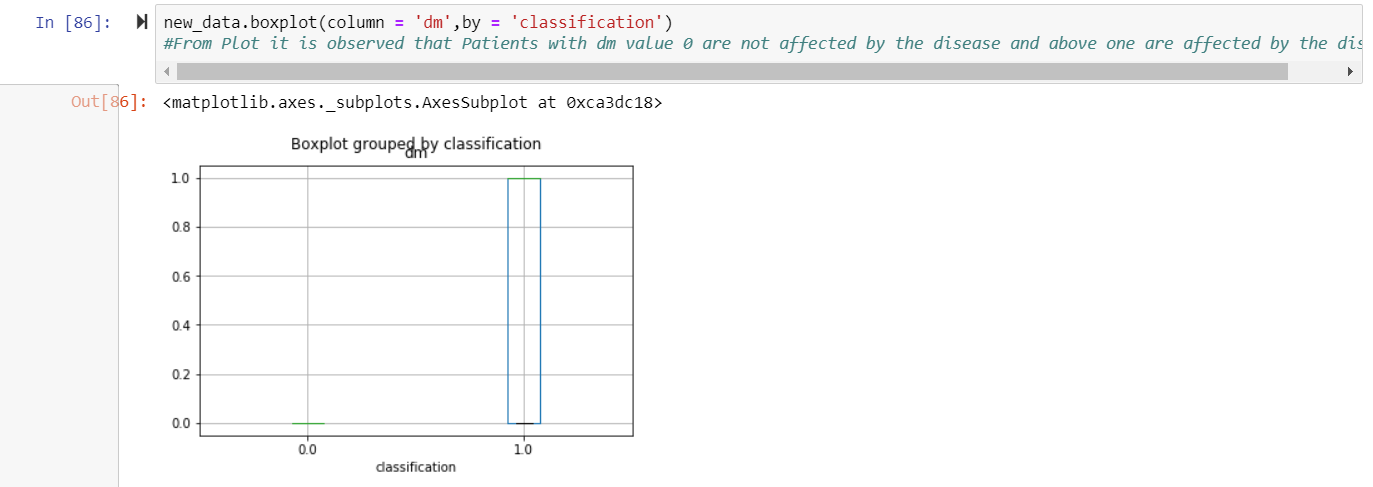 In [86]:
new_data.boxplot(column = 'dm',by = 'classification')
#From Plot it is observed that Patients with dm value 0 are not affected by the disease and above one are affected by the dis
Out[86]: <matplotlib.axes._subplots.AxesSubplot at 0xca3dc18>
Boxplot grouped by classification
dm
1.0
0.8
0.6
0.4
0.2
0.0
0.0 1.0
classification